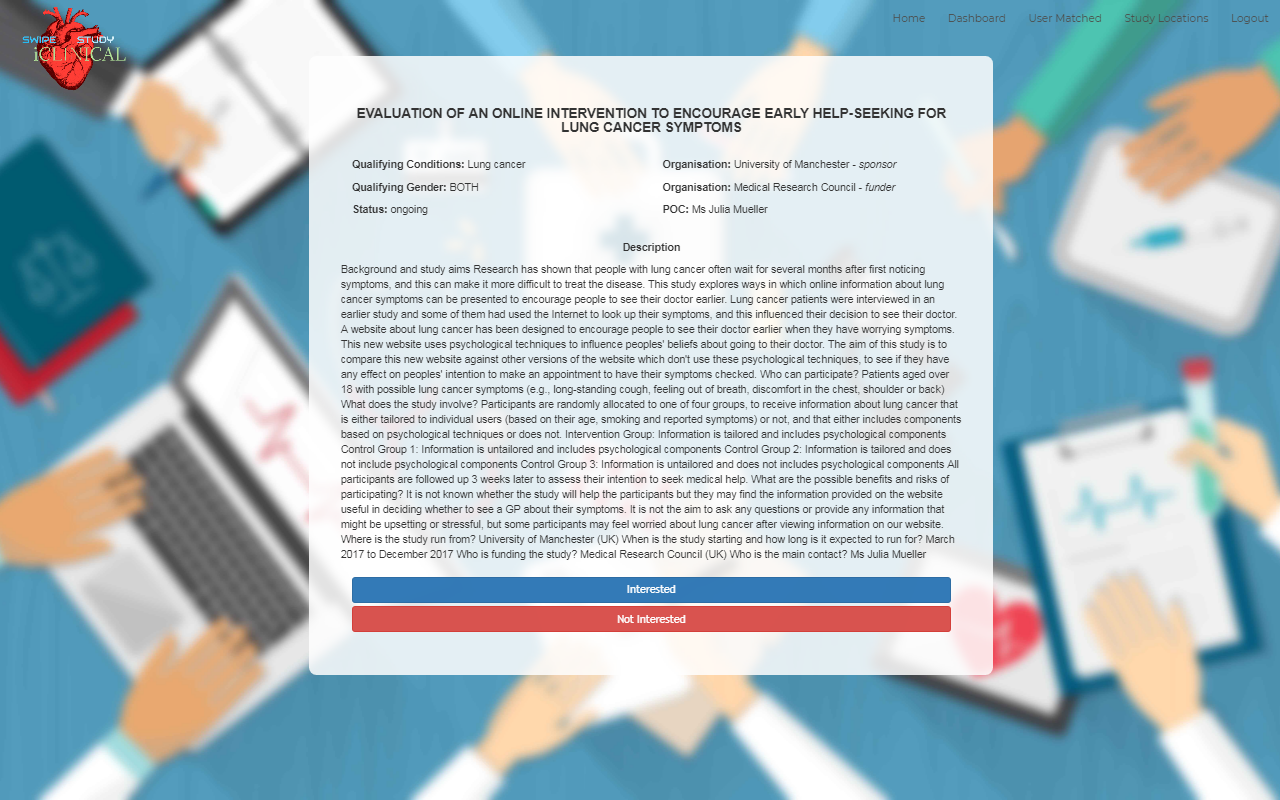 Home Dashboard User Matched Study Locations Logout
SWIPE STUDY
iCLINICAL
EVALUATION OF AN ONLINE INTERVENTION TO ENCOURAGE EARLY HELP-SEEKING FOR
LUNG CANCER SYMPTOMS
Qualifying Conditions: Lung cancer
Organisation: University of Manchester - sponsor
Qualifying Gender: BOTH
Organisation: Medical Research Council - funder
Status: ongoing
POC: Ms Julia Mueller
Description
Background and study aims Research has shown that people with lung cancer often wait for several months after first noticing
symptoms, and this can make it more difficult to treat the disease. This study explores ways in which online information about lung
cancer symptoms can be presented to encourage people to see their doctor earlier. Lung cancer patients were interviewed in an
earlier study and some of them had used the Internet to look up their symptoms, and this influenced their decision to see their doctor.
A website about lung cancer has been designed to encourage people to see their doctor earlier when they have worrying symptoms.
This new website uses psychological techniques to influence peoples' beliefs about going to their doctor. The aim of this study is to
compare this new website against other versions of the website which don't use these psychological techniques, to see if they have
any effect on peoples' intention to make an appointment to have their symptoms checked. Who can participate? Patients aged over
18 with possible lung cancer symptoms (e.g., long-standing cough, feeling out of breath, discomfort in the chest, shoulder or back)
What does the study involve? Participants are randomly allocated to one of four groups, to receive information about lung cancer that
is either tailored to individual users (based on their age, smoking and reported symptoms) or not, and that either includes components
based on psychological techniques or does not. Intervention Group: Information is tailored and includes psychological components
Control Group 1: Information is untailored and includes psychological components Control Group 2: Information is tailored and does
not include psychological components Control Group 3: Information is untailored and does not includes psychological components All
participants are followed up 3 weeks later to assess their intention to seek medical help. What are the possible benefits and risks of
participating? It is not known whether the study will help the participants but they may find the information provided on the website
useful in deciding whether to see a GP about their symptoms. It is not the aim to ask any questions or provide any information that
might be upsetting or stressful, but some participants may feel worried about lung cancer after viewing information on our website.
Where is the study run from? University of Manchester (UK) When is the study starting and how long is it expected to run for? March
2017 to December 2017 Who is funding the study? Medical Research Council (UK) Who is the main contact? Ms Julia Mueller
Interested
Not Interested